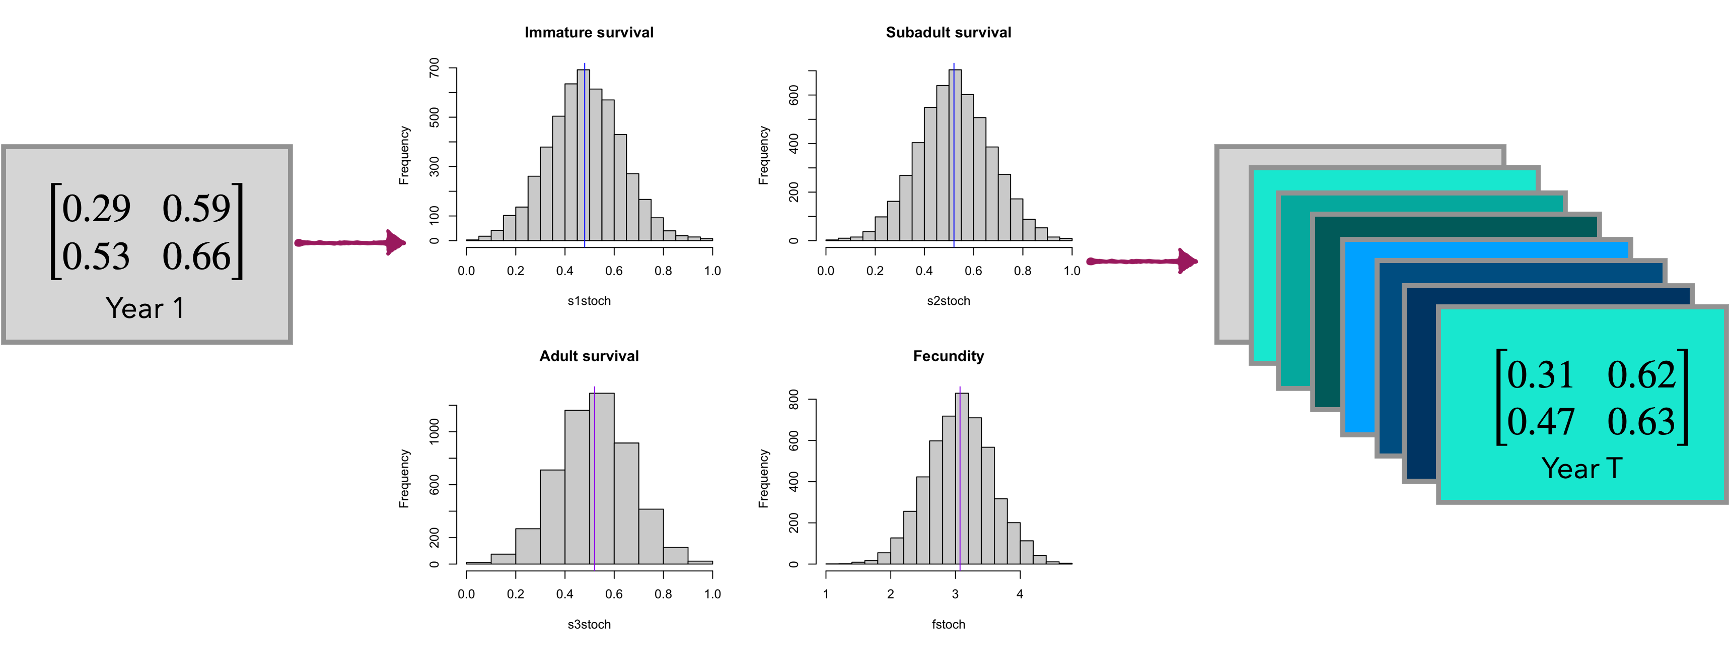 0.29 0.59
0.53 0.66
Year 1
Immature survival
Frequency
0 100 300 500 700
0.0 0.2 0.4 0.6 0.8 1.0
s1stoch
Subadult survival
Frequency
0 200 400 600
0.0 0.2 0.4 0.6 0.8 1.0
s2stoch
Adult survival
Frequency
0 200 600 1000
0.0 0.2 0.4 0.6 0.8 1.0
s3stoch
Fecundity
Frequency
0 200 400 600 800
1 2 3 4
fstoch
0.31 0.62
0.47 0.63
Year T